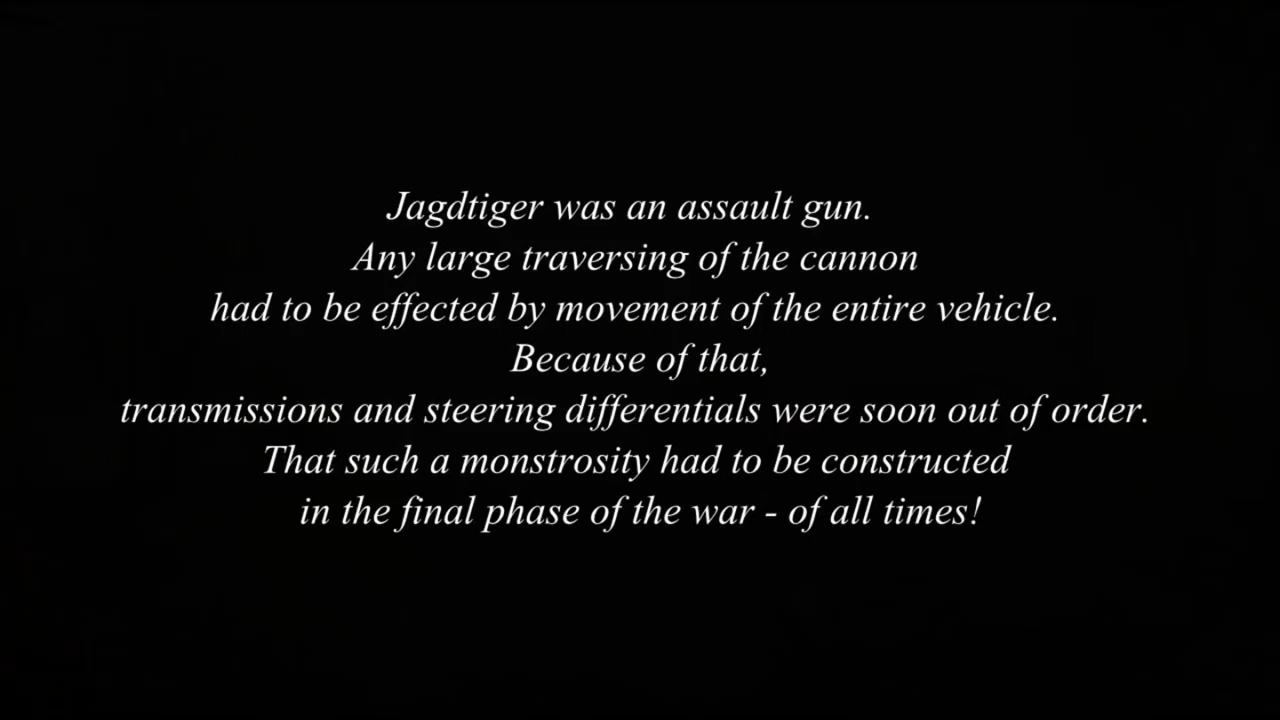 Jagdtiger was an assault gun.
Any large traversing of the cannon
had to be effected by movement of the entire vehicle.
Because of that,
transmissions and steering differentials were soon out of order.
That such a monstrosity had to be constructed
in the final phase of the war - of all times!